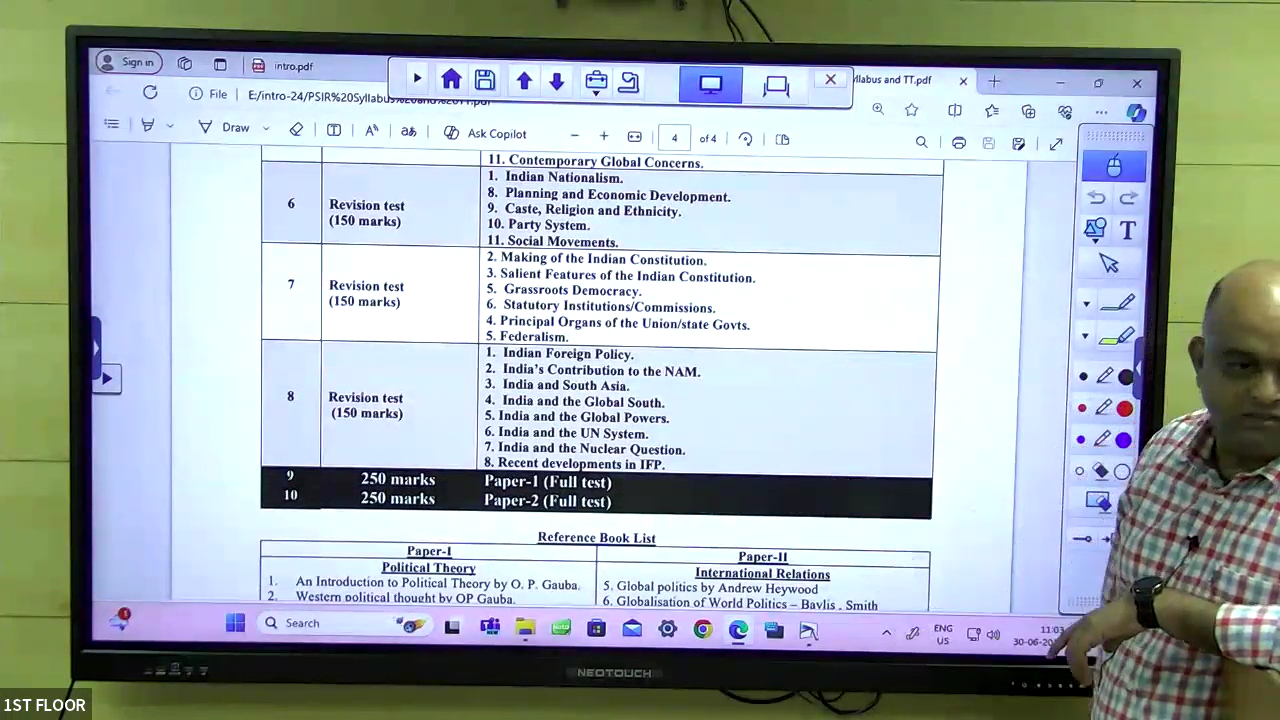 Sign in
intro.pdf
llabus and TT.pdf
File
E:/intro-24/PSIR%20Syllabus%20and%20TT.pdf
Draw
Ask Copilot
4 of 4
11. Contemporary Global Concerns.
6
Revision test
(150 marks)
1. Indian Nationalism.
8. Planning and Economic Development.
9. Caste, Religion and Ethnicity.
10. Party System.
11. Social Movements.
7
Revision test
(150 marks)
2. Making of the Indian Constitution.
3. Salient Features of the Indian Constitution.
5. Grassroots Democracy.
6. Statutory Institutions/Commissions.
4. Principal Organs of the Union/state Govts.
5. Federalism.
8
Revision test
(150 marks)
1. Indian Foreign Policy.
2. India's Contribution to the NAM.
3. India and South Asia.
4. India and the Global South.
5. India and the Global Powers.
6. India and the UN System.
7. India and the Nuclear Question.
8. Recent developments in IFP.
9 250 marks Paper-1 (Full test)
10 250 marks Paper-2 (Full test)
Reference Book List
Paper-I
Political Theory
1. An Introduction to Political Theory by O. P. Gauba.
2. Western political thought by OP Gauba.
Paper-II
International Relations
5. Global politics by Andrew Heywood
6. Globalisation of World Politics – Baylis , Smith
Search
ENG
US
11:03
30-06-20
NEOTOUCH
1ST FLOOR